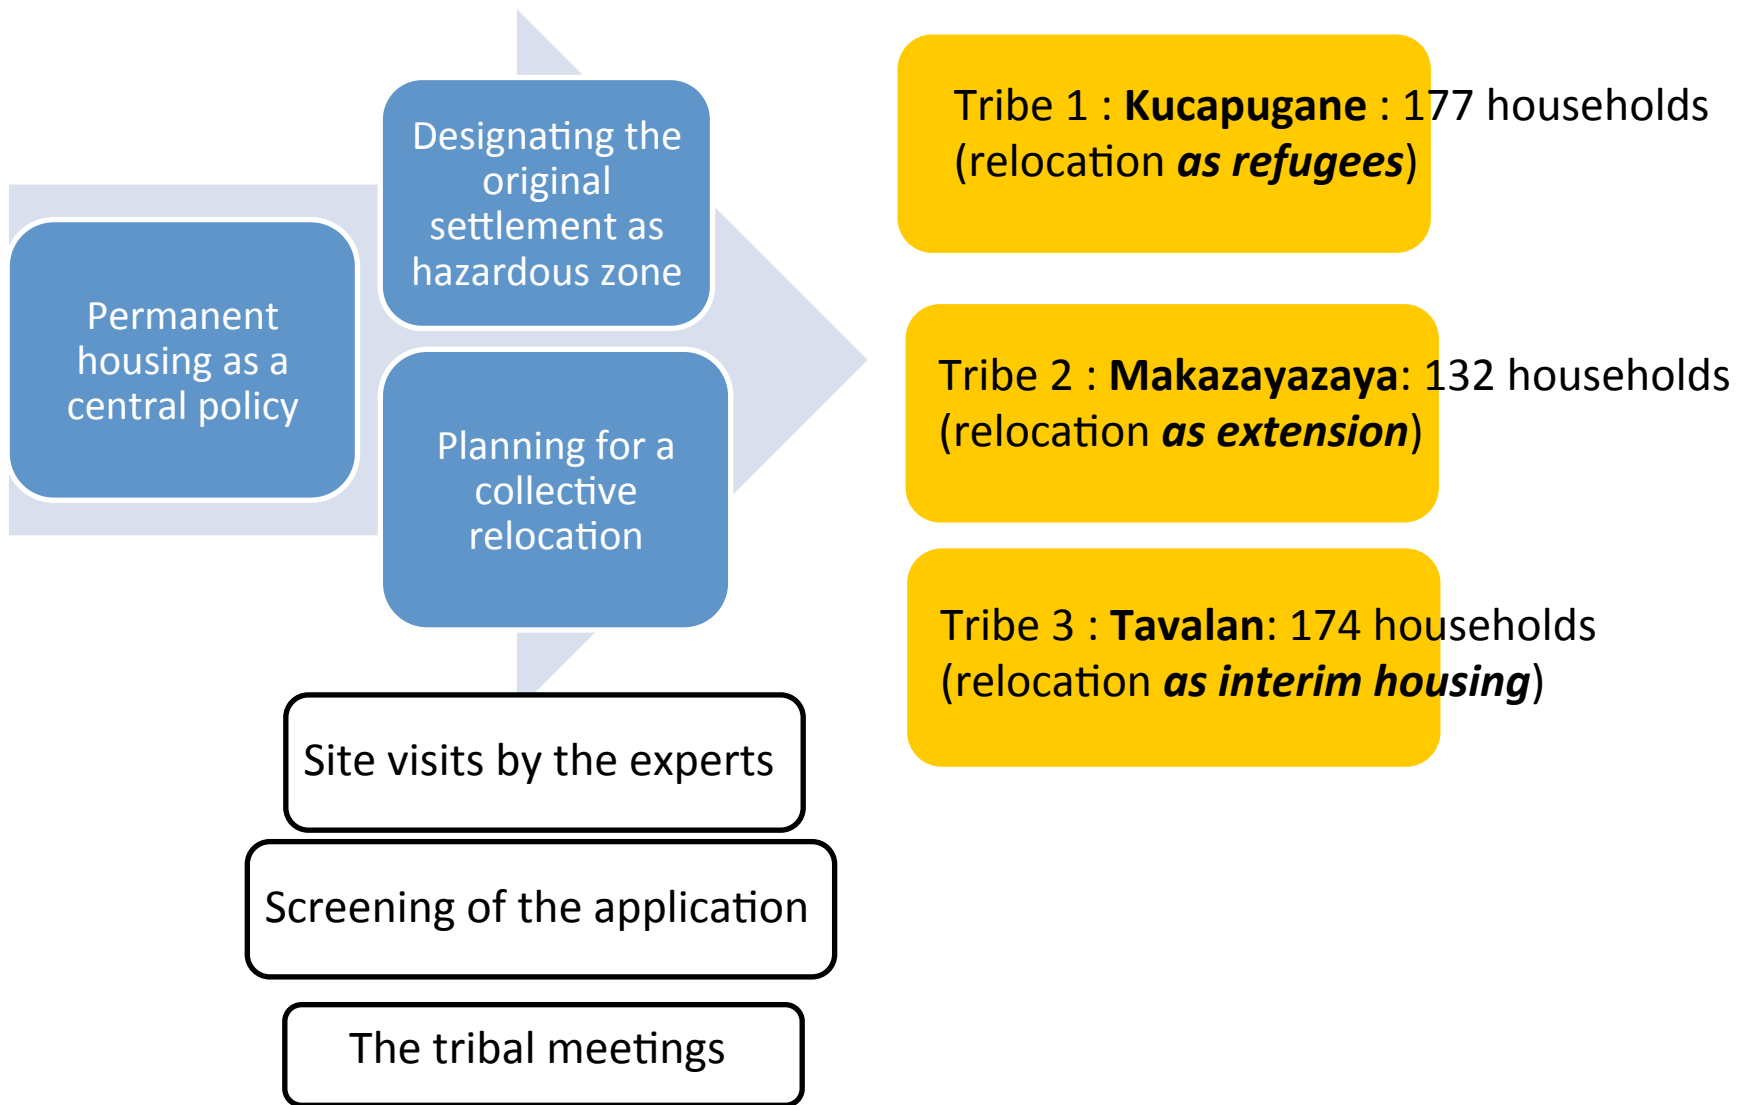 Permanent
housing as a
central policy
Designating the
original
settlement as
hazardous zone
Planning for a
collective
relocation
Site visits by the experts
Screening of the application
The tribal meetings
Tribe 1 : Kucapugane : 177 households
(relocation as refugees)
Tribe 2 : Makazayazaya: 132 households
(relocation as extension)
Tribe 3 : Tavalan: 174 households
(relocation as interim housing)